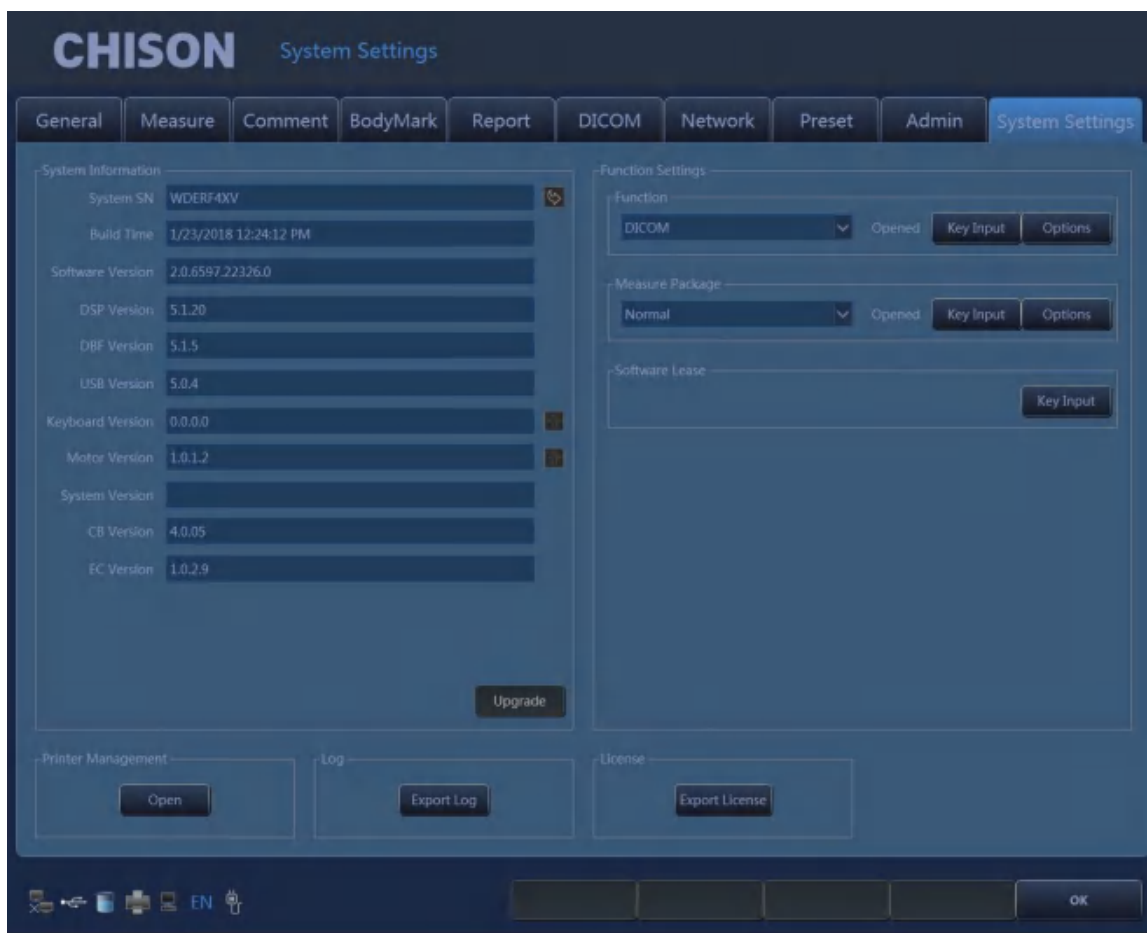 CHISON System Settings
General Measure Comment BodyMark Report DICOM Network Preset Admin System Settings
System Information
System SN WDERF4XV
Build Time 1/23/2018 12:24:12 PM
Software Version 2.0.6597.22326.0
DSP Version 5.1.20
DBF Version 5.1.5
USB Version 5.0.4
Keyboard Version 0.0.0.0
Motor Version 1.0.1.2
System Version
CB Version 4.0.05
EC Version 1.0.2.9
Upgrade
Function Settings
Function
DICOM Opened Key Input Options
Measure Package
Normal Opened Key Input Options
Software Lease
Key Input
Printer Management
Open
Log
Export Log
License
Export License
EN
OK